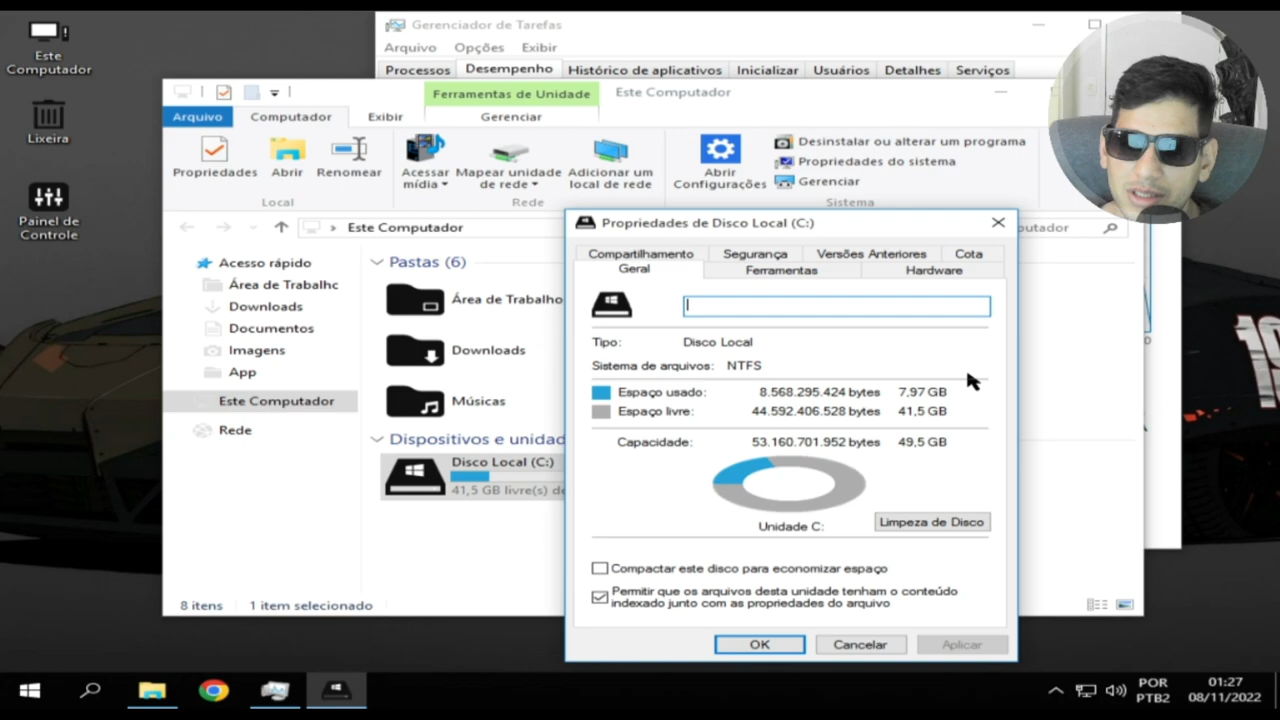 Este
Computador
Lixeira
Painel de
Controle
Gerenciador de Tarefas
Arquivo Opções Exibir
Processos Desempenho Histórico de aplicativos Inicializar Usuários Detalhes Serviços
Ferramentas de Unidade Este Computador
Arquivo Computador Exibir Gerenciar
Propriedades Abrir Renomear
Local
Acessar
mídia
Mapear unidade
de rede
Adicionar um
local de rede
Rede
Abrir
Configurações
Desinstalar ou alterar um programa
Propriedades do sistema
Gerenciar
Sistema
Este Computador
Acesso rápido
Área de Trabalhc
Downloads
Documentos
Imagens
App
Este Computador
Rede
Pastas (6)
Área de Trabalho
Downloads
Músicas
Dispositivos e unidad
Disco Local (C:)
41,5 GB livre(s) de
8 itens 1 item selecionado
Propriedades de Disco Local (C:)
Compartilhamento Segurança Versões Anteriores Cota
Geral Ferramentas Hardware
Tipo: Disco Local
Sistema de arquivos: NTFS
Espaço usado: 8.568.295.424 bytes 7,97 GB
Espaço livre: 44.592.406.528 bytes 41,5 GB
Capacidade: 53.160.701.952 bytes 49,5 GB
Unidade C:
Limpeza de Disco
Compactar este disco para economizar espaço
Permitir que os arquivos desta unidade tenham o conteúdo
indexado junto com as propriedades do arquivo
OK Cancelar Aplicar
POR
PTB2
01:27
08/11/2022